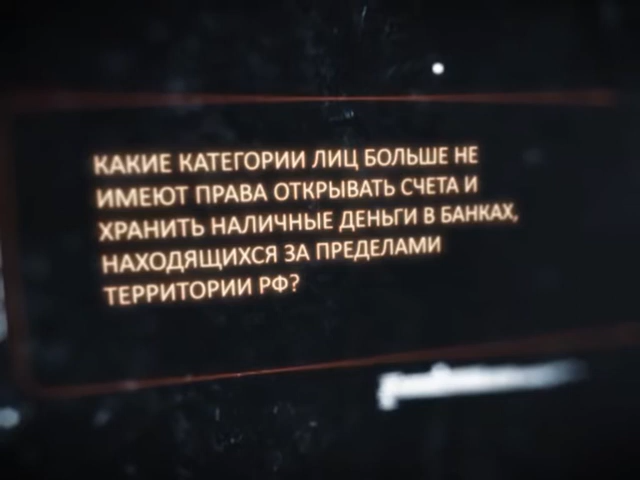 КАКИЕ КАТЕГОРИИ ЛИЦ БОЛЬШЕ НЕ
ИМЕЮТ ПРАВА ОТКРЫВАТЬ СЧЕТА И
ХРАНИТЬ НАЛИЧНЫЕ ДЕНЬГИ В БАНКАХ,
НАХОДЯЩИХСЯ ЗА ПРЕДЕЛАМИ
ТЕРРИТОРИИ РФ?